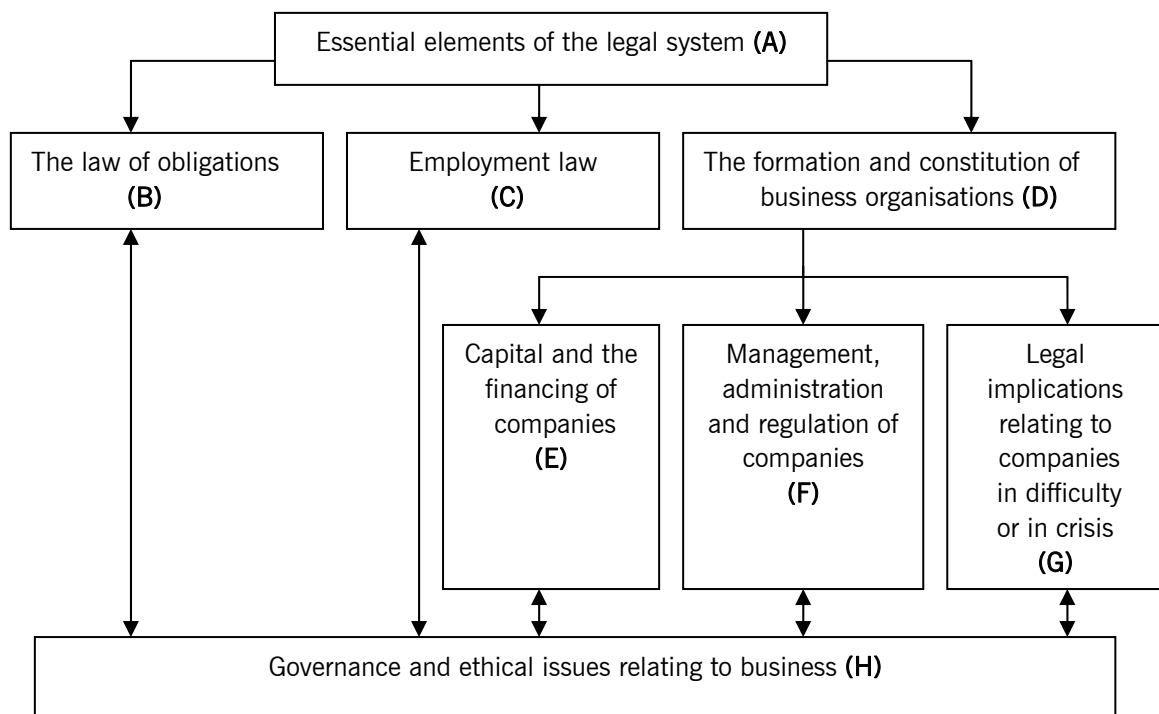 Essential elements of the legal system (A)
The law of obligations
(B)
Employment law
(C)
The formation and constitution of
business organisations (D)
Capital and the
financing of
companies
(E)
Management,
administration
and regulation of
companies
(F)
Legal
implications
relating to
companies
in difficulty
or in crisis
(G)
Governance and ethical issues relating to business (H)